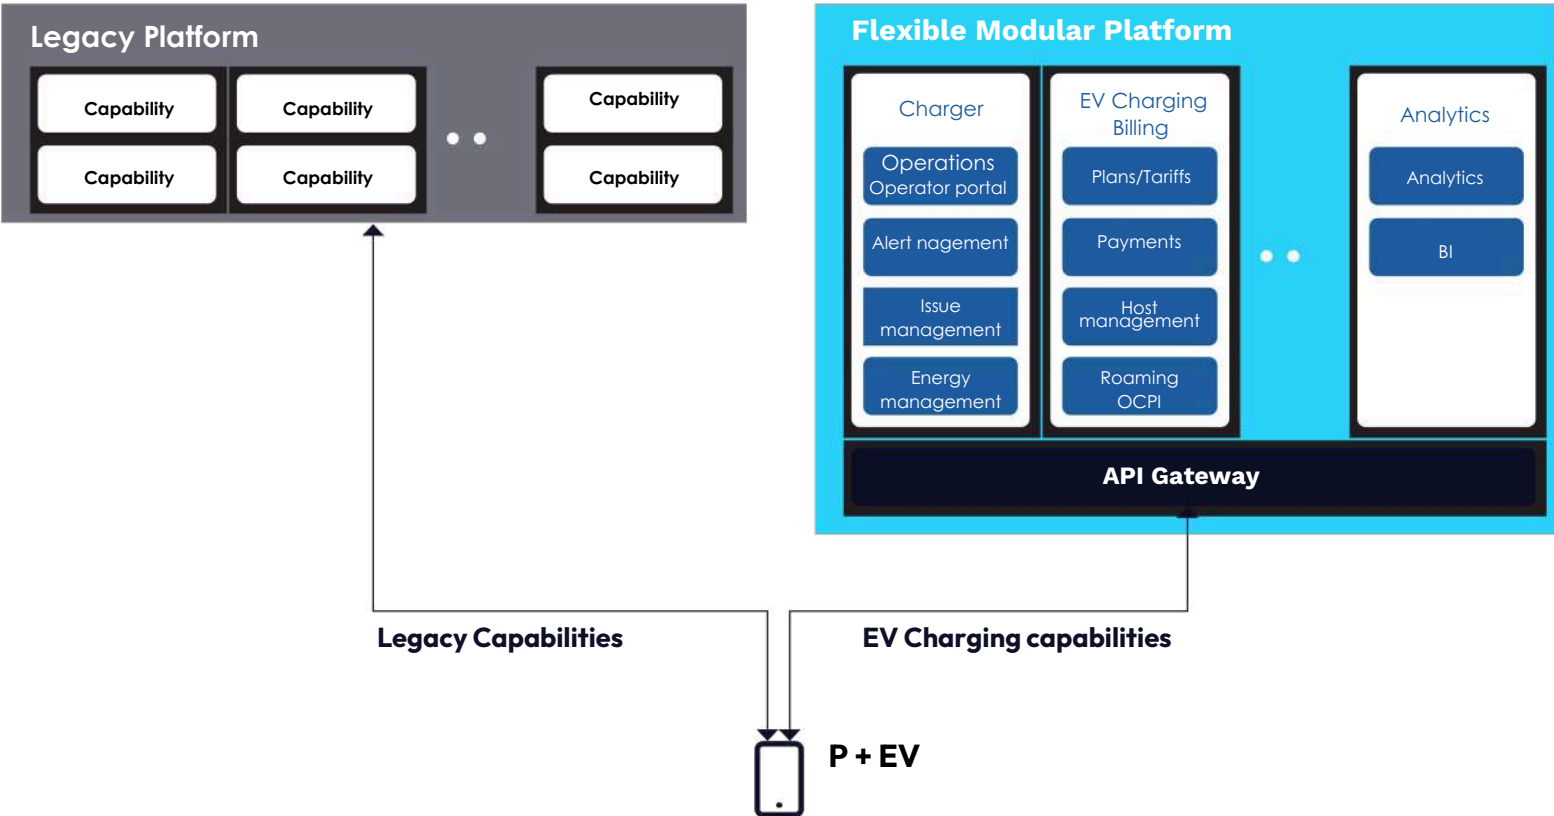 Legacy Platform
Capability
Capability
Capability
Capability
Capability
Capability
Flexible Modular Platform
Charger
Operations
Operator portal
Alert nagement
Issue
management
Energy
management
EV Charging
Billing
Plans/Tariffs
Payments
Host
management
Roaming
OCPI
Analytics
Analytics
BI
API Gateway
Legacy Capabilities
EV Charging capabilities
P + EV